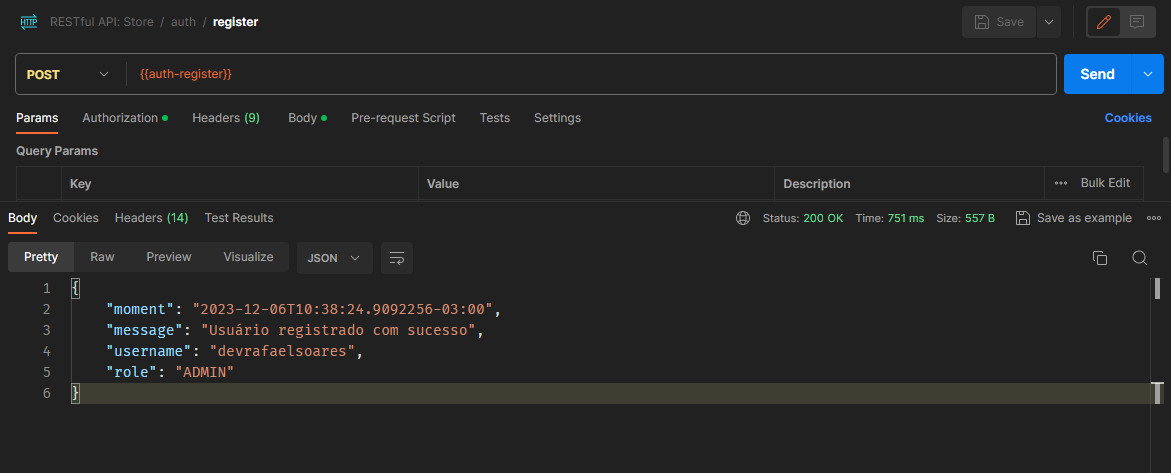 HTTP RESTful API: Store / auth / register Save
POST {{auth-register}} Send
Params Authorization Headers (9) Body Pre-request Script Tests Settings Cookies
Query Params
Key Value Description ••• Bulk Edit
Body Cookies Headers (14) Test Results Status: 200 OK Time: 751 ms Size: 557 B Save as example •••
Pretty Raw Preview Visualize JSON
1 {
2 "moment": "2023-12-06T10:38:24.9092256-03:00",
3 "message": "Usuário registrado com sucesso",
4 "username": "devrafaelsoares",
5 "role": "ADMIN"
6 }